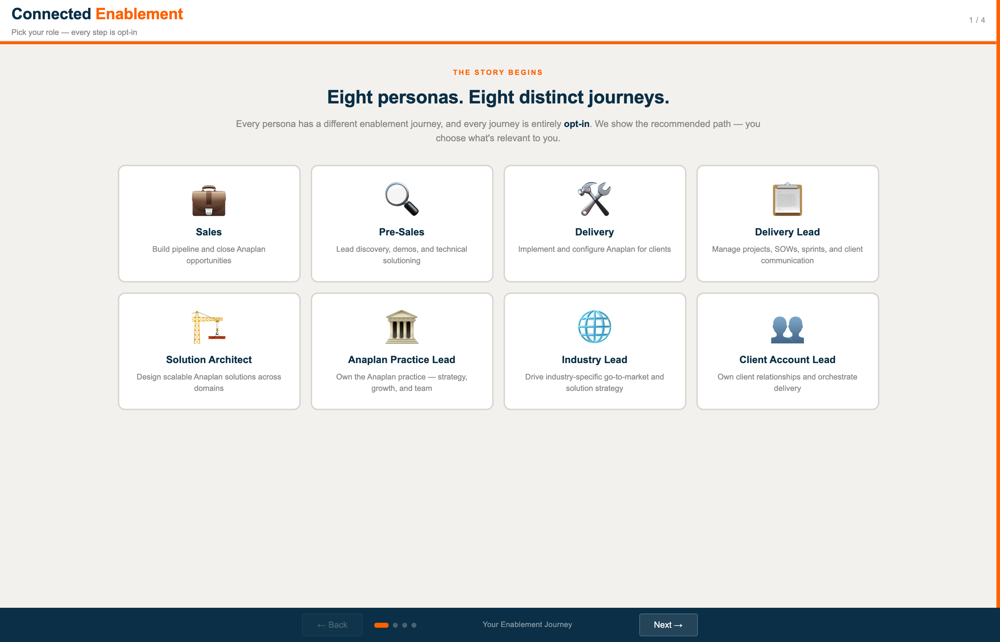 Connected Enablement
Pick your role — every step is opt-in
1 / 4
THE STORY BEGINS
Eight personas. Eight distinct journeys.
Every persona has a different enablement journey, and every journey is entirely opt-in. We show the recommended path — you
choose what's relevant to you.
Sales
Build pipeline and close Anaplan
opportunities
Pre-Sales
Lead discovery, demos, and technical
solutioning
Delivery
Implement and configure Anaplan for clients
Delivery Lead
Manage projects, SOWs, sprints, and client
communication
Solution Architect
Design scalable Anaplan solutions across
domains
Anaplan Practice Lead
Own the Anaplan practice — strategy,
growth, and team
Industry Lead
Drive industry-specific go-to-market and
solution strategy
Client Account Lead
Own client relationships and orchestrate
delivery
← Back
Your Enablement Journey
Next →